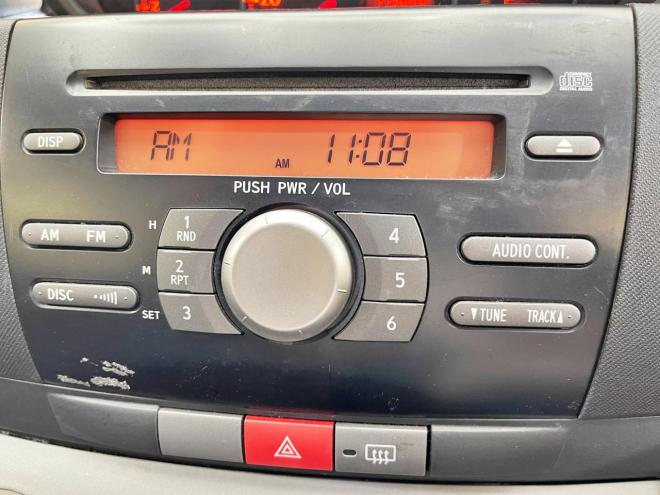 COMPACT
DISC
DIGITAL AUDIO
DISP
AM AM 11:08
PUSH PWR / VOL
AM FM
H 1 RND
4
AUDIO CONT.
M 2 RPT
5
DISC
SET 3
6
▼TUNE TRACK▲